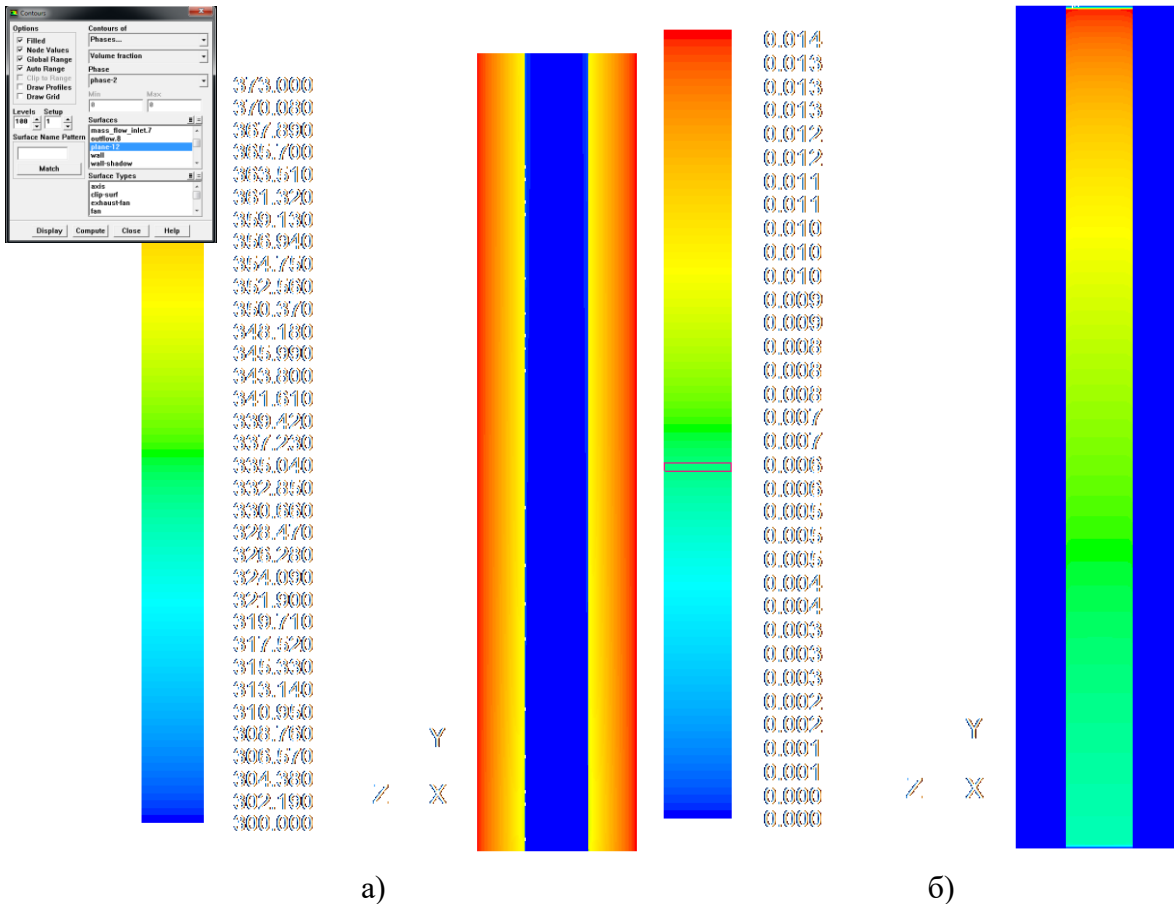 Contours
Options
Filled
Node Values
Global Range
Auto Range
Clip to Range
Draw Profiles
Draw Grid
Levels
Setup
100
1
Surface Name Pattern
Match
Contours of
Phases...
Volume fraction
Phase
phase-2
Min
Max
0
0
Surfaces
mass_flow_inlet.7
outflow.8
plane-12
wall
wall-shadow
Surface Types
axis
clip-surf
exhaust-fan
fan
Display
Compute
Close
Help
373.000
370.080
367.890
365.700
363.510
361.320
359.130
356.940
354.750
352.560
350.370
348.180
345.990
343.800
341.610
339.420
337.230
335.040
332.850
330.660
328.470
326.280
324.090
321.900
319.710
317.520
315.330
313.140
310.950
308.760
306.570
304.380
302.190
300.000
Y
Z
X
а)
0.014
0.013
0.013
0.013
0.012
0.012
0.011
0.011
0.010
0.010
0.010
0.009
0.009
0.008
0.008
0.008
0.007
0.007
0.006
0.006
0.005
0.005
0.005
0.004
0.004
0.003
0.003
0.003
0.002
0.002
0.001
0.001
0.000
0.000
Y
Z
X
б)